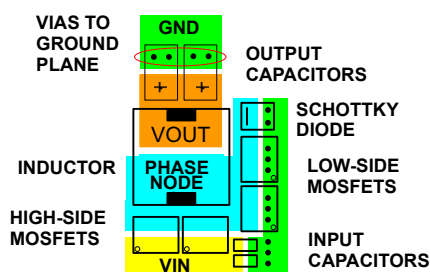 VIAS TO
GROUND
PLANE
GND
OUTPUT
CAPACITORS
+ +
VOUT
SCHOTTKY
DIODE
INDUCTOR
PHASE
NODE
LOW-SIDE
MOSFETS
HIGH-SIDE
MOSFETS
VIN
INPUT
CAPACITORS